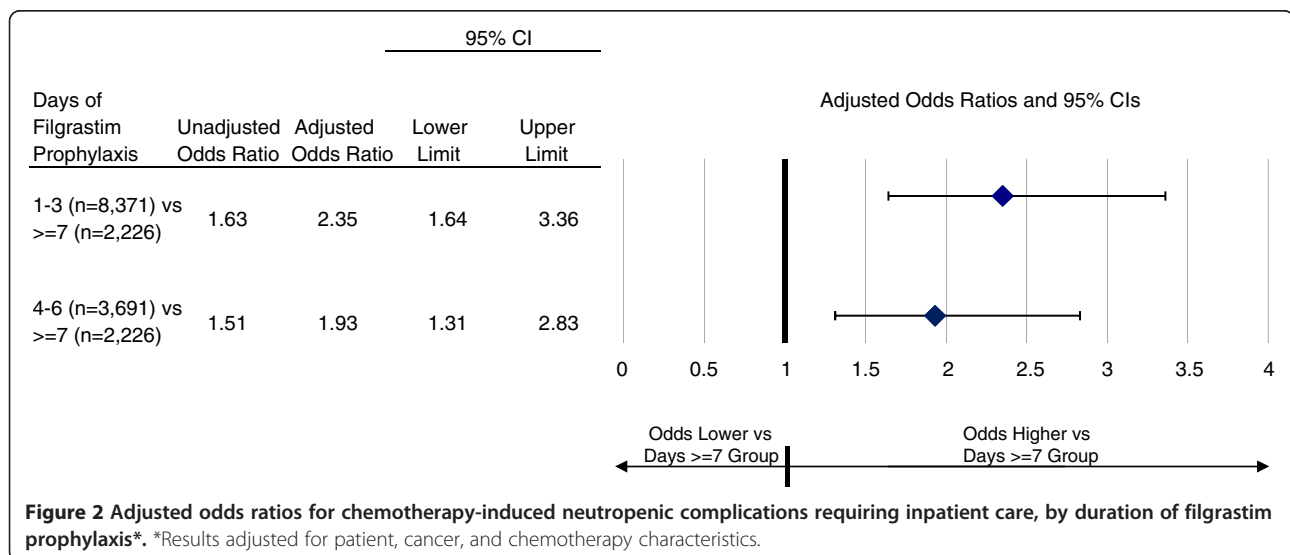 95% CI
Days of
Filgrastim
Prophylaxis
Unadjusted
Odds Ratio
Adjusted
Odds Ratio
Lower
Limit
Upper
Limit
Adjusted Odds Ratios and 95% CIs
1-3 (n=8,371) vs
>=7 (n=2,226)
1.63 2.35 1.64 3.36
4-6 (n=3,691) vs
>=7 (n=2,226)
1.51 1.93 1.31 2.83
0 0.5 1 1.5 2 2.5 3 3.5 4
Odds Lower vs
Days >=7 Group
Odds Higher vs
Days >=7 Group
Figure 2 Adjusted odds ratios for chemotherapy-induced neutropenic complications requiring inpatient care, by duration of filgrastim
prophylaxis*. *Results adjusted for patient, cancer, and chemotherapy characteristics.